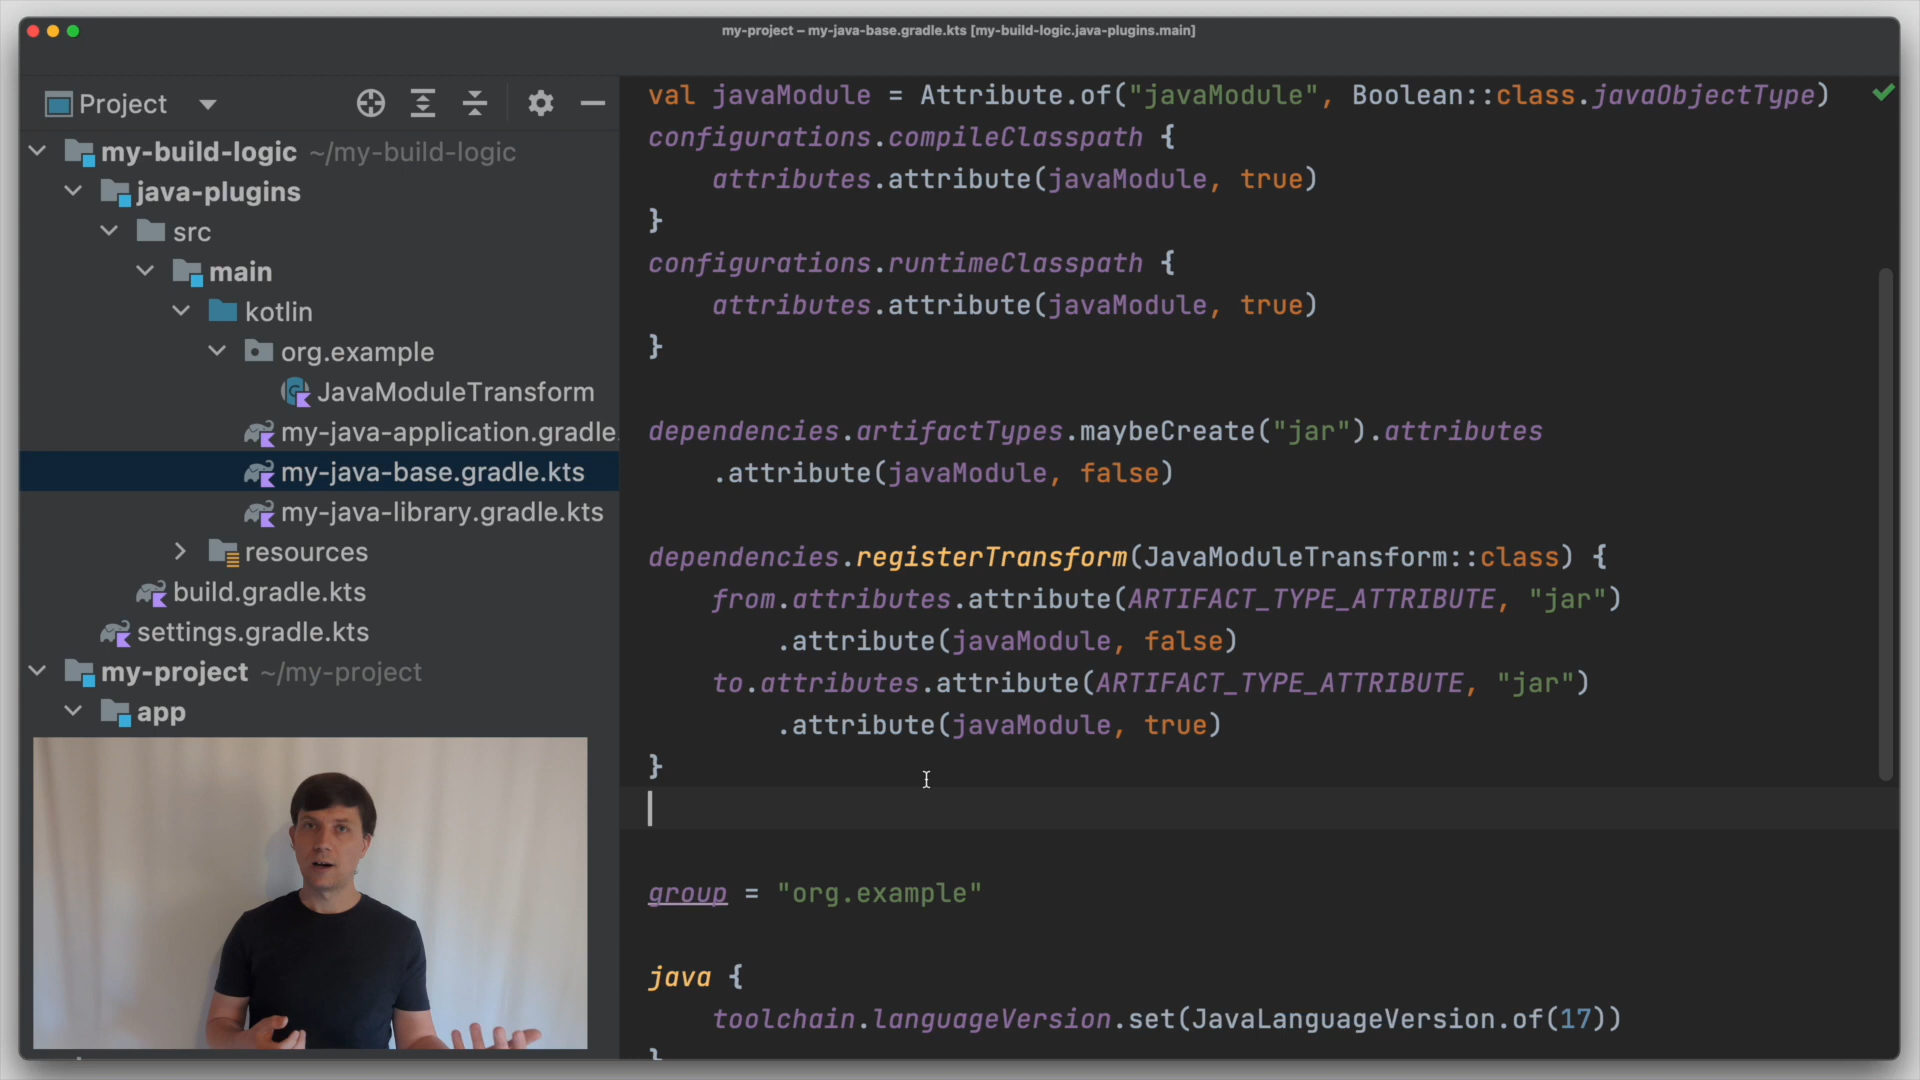 my-project – my-java-base.gradle.kts [my-build-logic.java-plugins.main]
Project
my-build-logic ~/my-build-logic
java-plugins
src
main
kotlin
org.example
JavaModuleTransform
my-java-application.gradle.
my-java-base.gradle.kts
my-java-library.gradle.kts
resources
build.gradle.kts
settings.gradle.kts
my-project ~/my-project
app
val javaModule = Attribute.of("javaModule", Boolean::class.javaObjectType)
configurations.compileClasspath {
    attributes.attribute(javaModule, true)
}
configurations.runtimeClasspath {
    attributes.attribute(javaModule, true)
}
dependencies.artifactTypes.maybeCreate("jar").attributes
    .attribute(javaModule, false)
dependencies.registerTransform(JavaModuleTransform::class) {
    from.attributes.attribute(ARTIFACT_TYPE_ATTRIBUTE, "jar")
        .attribute(javaModule, false)
    to.attributes.attribute(ARTIFACT_TYPE_ATTRIBUTE, "jar")
        .attribute(javaModule, true)
}
group = "org.example"
java {
    toolchain.languageVersion.set(JavaLanguageVersion.of(17))
}